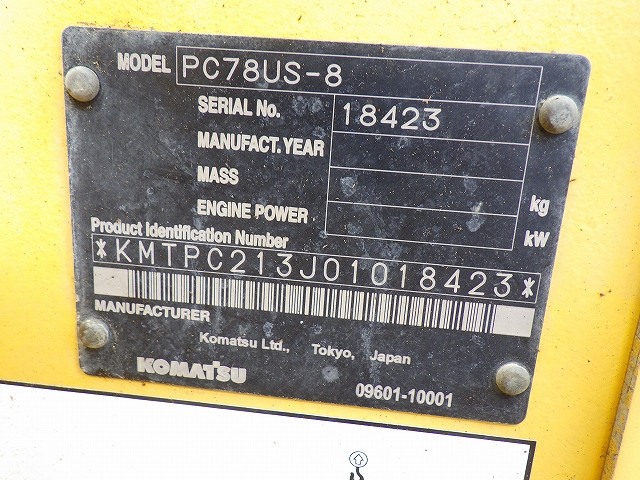 MODEL PC78US-8
SERIAL No. 18423
MANUFACT. YEAR
MASS kg
ENGINE POWER kW
Product Identification Number
*KMTPC213J01018423*
MANUFACTURER
Komatsu Ltd., Tokyo, Japan
KOMATSU 09601-10001